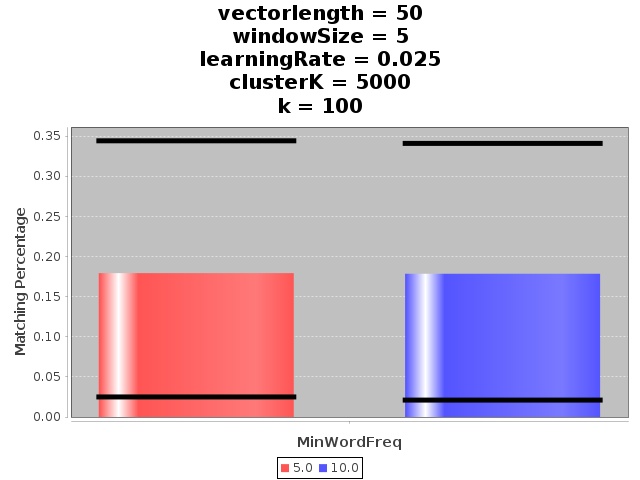 vectorlength = 50
windowSize = 5
learningRate = 0.025
clusterK = 5000
k = 100
Matching Percentage
0.35
0.30
0.25
0.20
0.15
0.10
0.05
0.00
MinWordFreq
5.0 10.0